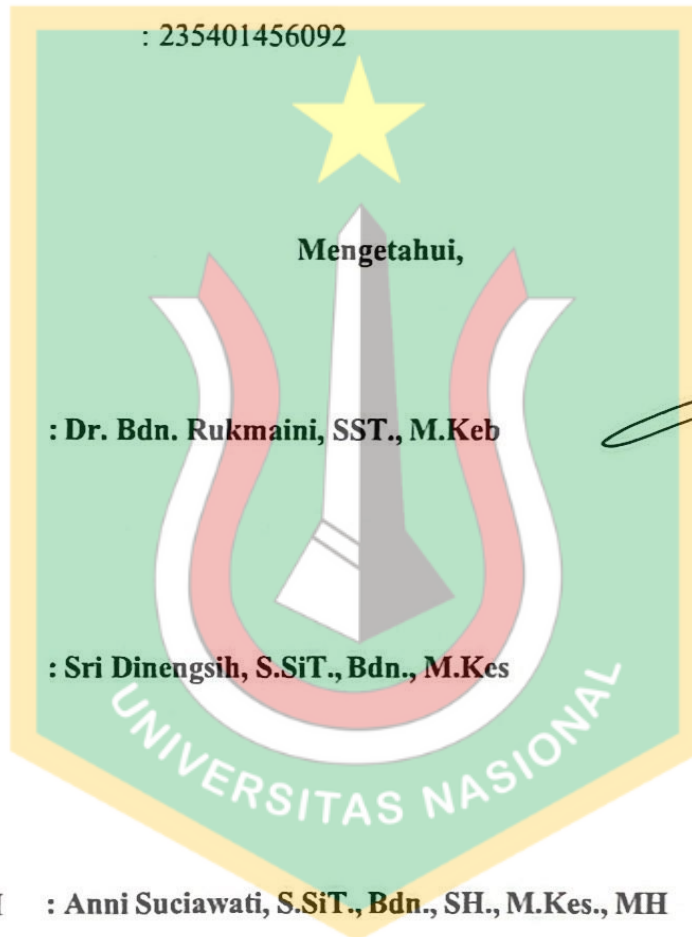 : 235401456092
Mengetahui,
: Dr. Bdn. Rukmaini, SST., M.Keb
: Sri Dinengsih, S.SiT., Bdn., M.Kes
UNIVERSITAS NASIONAL
: Anni Suciawati, S.SiT., Bdn., SH., M.Kes., MH